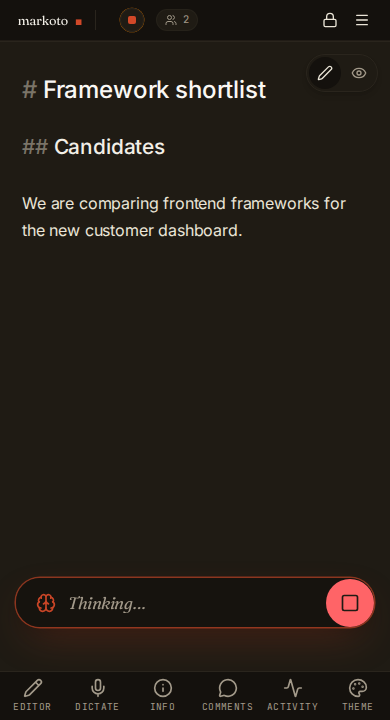 markoto
2
# Framework shortlist
## Candidates
We are comparing frontend frameworks for
the new customer dashboard.
Thinking...
EDITOR DICTATE INFO COMMENTS ACTIVITY THEME